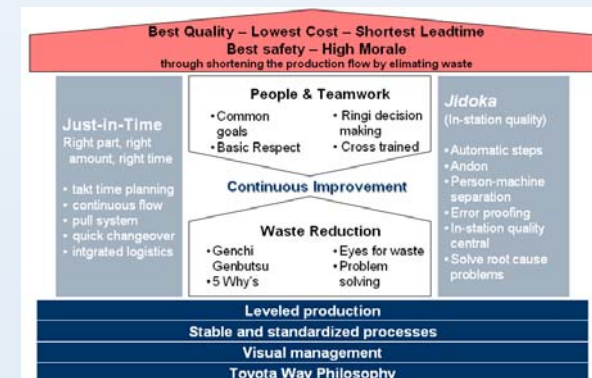 Best Quality – Lowest Cost – Shortest Leadtime
Best safety – High Morale
through shortening the production flow by elimating waste
Just-in-Time
Right part, right
amount, right time
• takt time planning
• continuous flow
• pull system
• quick changeover
• intgrated logistics
People & Teamwork
• Common
goals
• Basic Respect
• Ringi decision
making
• Cross trained
Continuous Improvement
Waste Reduction
• Genchi
Genbutsu
• 5 Why's
• Eyes for waste
• Problem
solving
Jidoka
(In-station quality)
• Automatic steps
• Andon
• Person-machine
separation
• Error proofing
• In-station quality
central
• Solve root cause
problems
Leveled production
Stable and standardized processes
Visual management
Toyota Way Philosophy